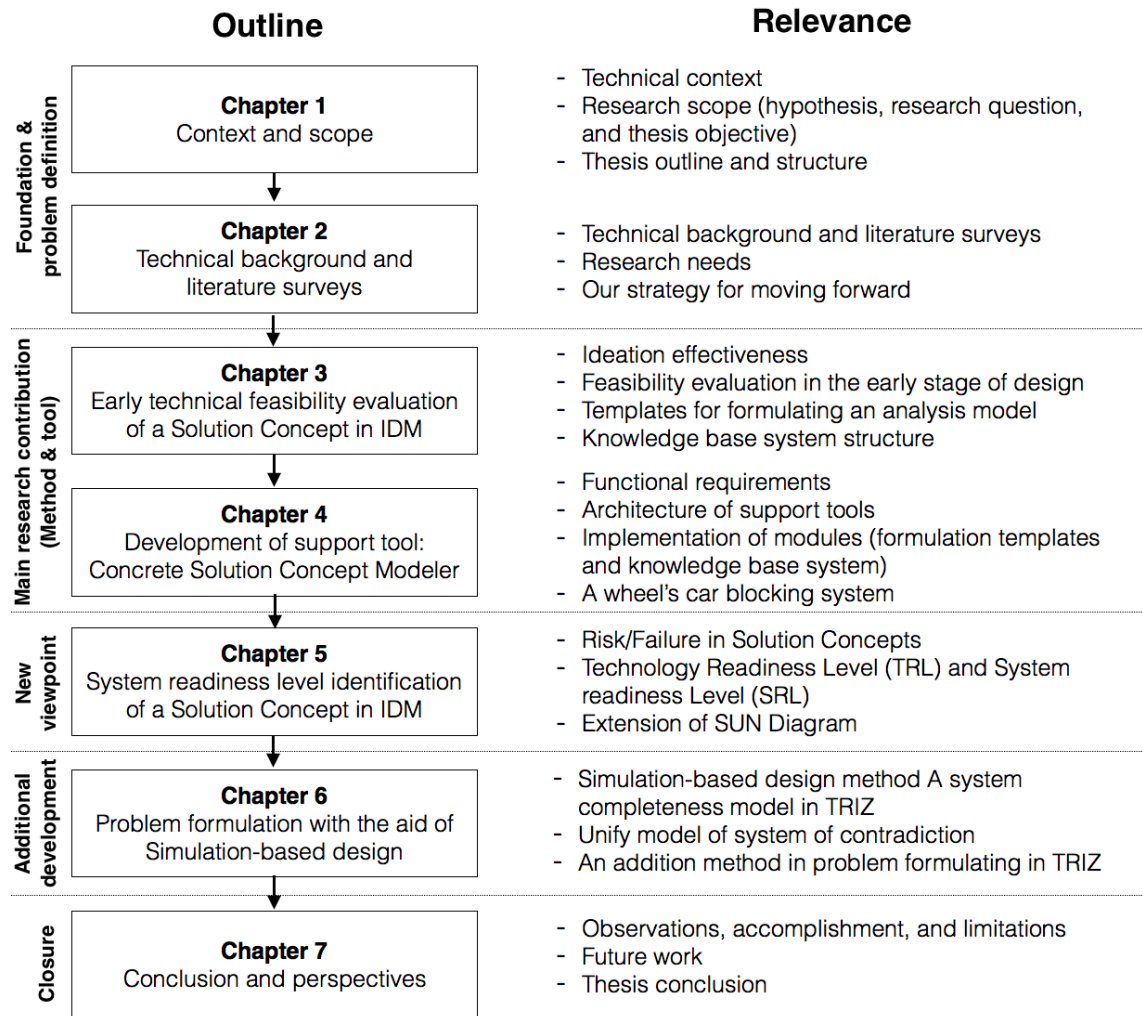 Outline
Relevance
Foundation &
problem definition
Chapter 1
Context and scope
- Technical context
- Research scope (hypothesis, research question,
and thesis objective)
- Thesis outline and structure
Chapter 2
Technical background and
literature surveys
- Technical background and literature surveys
- Research needs
- Our strategy for moving forward
Main research contribution
(Method & tool)
Chapter 3
Early technical feasibility evaluation
of a Solution Concept in IDM
- Ideation effectiveness
- Feasibility evaluation in the early stage of design
- Templates for formulating an analysis model
- Knowledge base system structure
Chapter 4
Development of support tool:
Concrete Solution Concept Modeler
- Functional requirements
- Architecture of support tools
- Implementation of modules (formulation templates
and knowledge base system)
- A wheel's car blocking system
New
viewpoint
Chapter 5
System readiness level identification
of a Solution Concept in IDM
- Risk/Failure in Solution Concepts
- Technology Readiness Level (TRL) and System
readiness Level (SRL)
- Extension of SUN Diagram
Additional
development
Chapter 6
Problem formulation with the aid of
Simulation-based design
- Simulation-based design method A system
completeness model in TRIZ
- Unify model of system of contradiction
- An addition method in problem formulating in TRIZ
Closure
Chapter 7
Conclusion and perspectives
- Observations, accomplishment, and limitations
- Future work
- Thesis conclusion